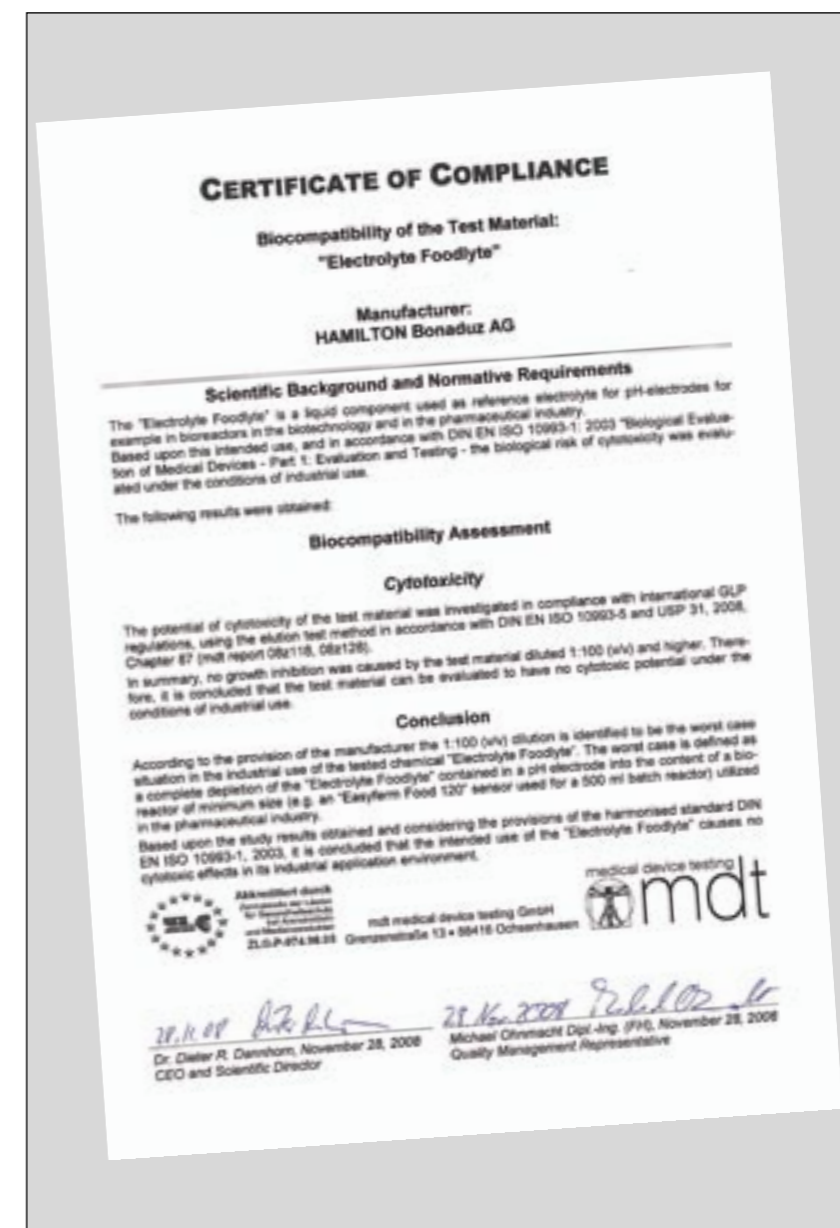 CERTIFICATE OF COMPLIANCE
Biocompatibility of the Test Material:
"Electrolyte Foodlyte"
Manufacturer:
HAMILTON Bonaduz AG
Scientific Background and Normative Requirements
The "Electrolyte Foodlyte" is a liquid component used as reference electrolyte for pH-electrodes for
example in bioreactors in the biotechnology and in the pharmaceutical industry.
Based upon this intended use, and in accordance with DIN EN ISO 10993-1: 2003 "Biological Evalua-
tion of Medical Devices - Part 1: Evaluation and Testing - the biological risk of cytotoxicity was evalu-
ated under the conditions of industrial use.
The following results were obtained:
Biocompatibility Assessment
Cytotoxicity
The potential of cytotoxicity of the test material was investigated in compliance with international GLP
regulations, using the elution test method in accordance with DIN EN ISO 10993-5 and USP 31, 2008,
Chapter 87 (mdt report 08z118, 08z126).
In summary, no growth inhibition was caused by the test material diluted 1:100 (v/v) and higher. There-
fore, it is concluded that the test material can be evaluated to have no cytotoxic potential under the
conditions of industrial use.
Conclusion
According to the provision of the manufacturer the 1:100 (v/v) dilution is identified to be the worst case
situation in the industrial use of the tested chemical "Electrolyte Foodlyte". The worst case is defined as
a complete depletion of the "Electrolyte Foodlyte" contained in a pH electrode into the content of a bio-
reactor of minimum size (e.g. an "Easyferm Food 120" sensor used for a 500 ml batch reactor) utilized
in the pharmaceutical industry.
Based upon the study results obtained and considering the provisions of the harmonised standard DIN
EN ISO 10993-1, 2003, it is concluded that the intended use of the "Electrolyte Foodlyte" causes no
cytotoxic effects in its industrial application environment.
Akkreditiert durch
mdt medical device testing GmbH
Grenzenstraße 13 • 88416 Ochsenhausen
medical device testing
mdt
28.11.08
28 Nov. 2008
Dr. Dieter R. Dannhorn, November 28, 2008
CEO and Scientific Director
Michael Ohnmacht Dipl.-Ing. (FH), November 28, 2008
Quality Management Representative